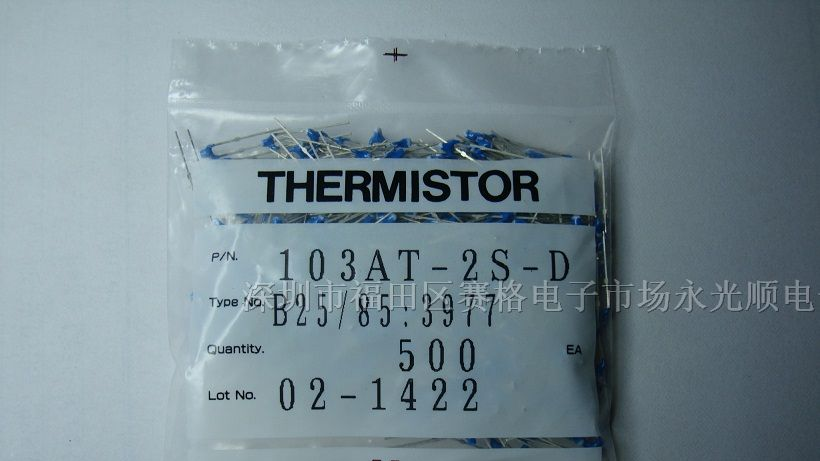 THERMISTOR
P/N. 103AT-2S-D
深圳市福田区赛格电子市场永光顺电
Type No. B25/85:3977
Quantity. 500 EA
Lot No. 02-1422